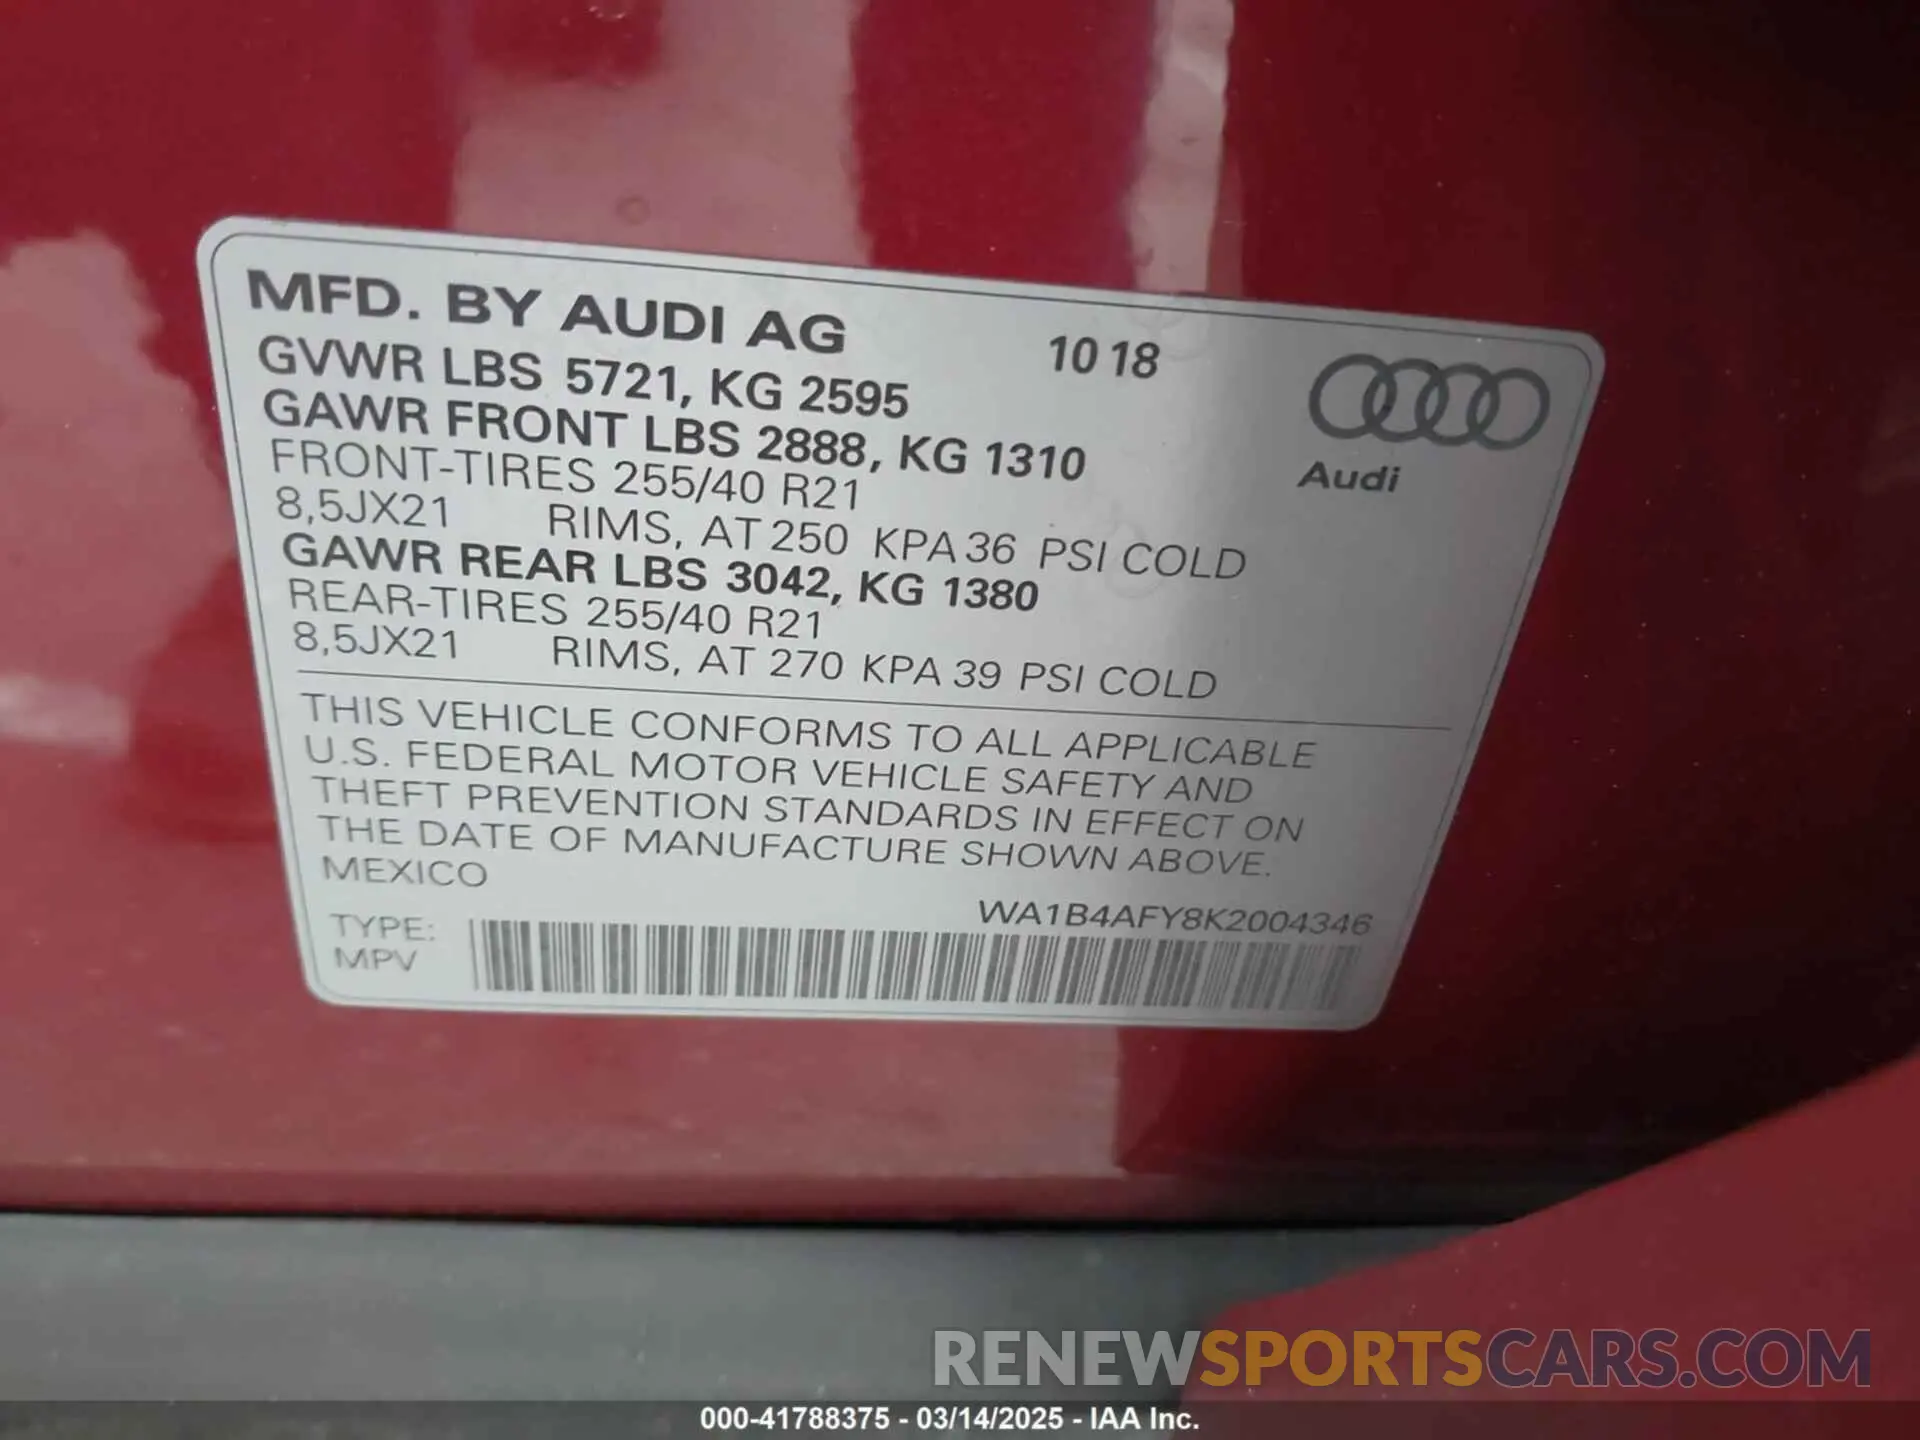 MFD. BY AUDI AG 10 18
GVWR LBS 5721, KG 2595
GAWR FRONT LBS 2888, KG 1310
FRONT-TIRES 255/40 R21
8,5JX21 RIMS, AT 250 KPA 36 PSI COLD
GAWR REAR LBS 3042, KG 1380
REAR-TIRES 255/40 R21
8,5JX21 RIMS, AT 270 KPA 39 PSI COLD
Audi
THIS VEHICLE CONFORMS TO ALL APPLICABLE
U.S. FEDERAL MOTOR VEHICLE SAFETY AND
THEFT PREVENTION STANDARDS IN EFFECT ON
THE DATE OF MANUFACTURE SHOWN ABOVE.
MEXICO
WA1B4AFY8K2004346
TYPE:
MPV
RENEWSPORTSCARS.COM
000-41788375 - 03/14/2025 - IAA Inc.